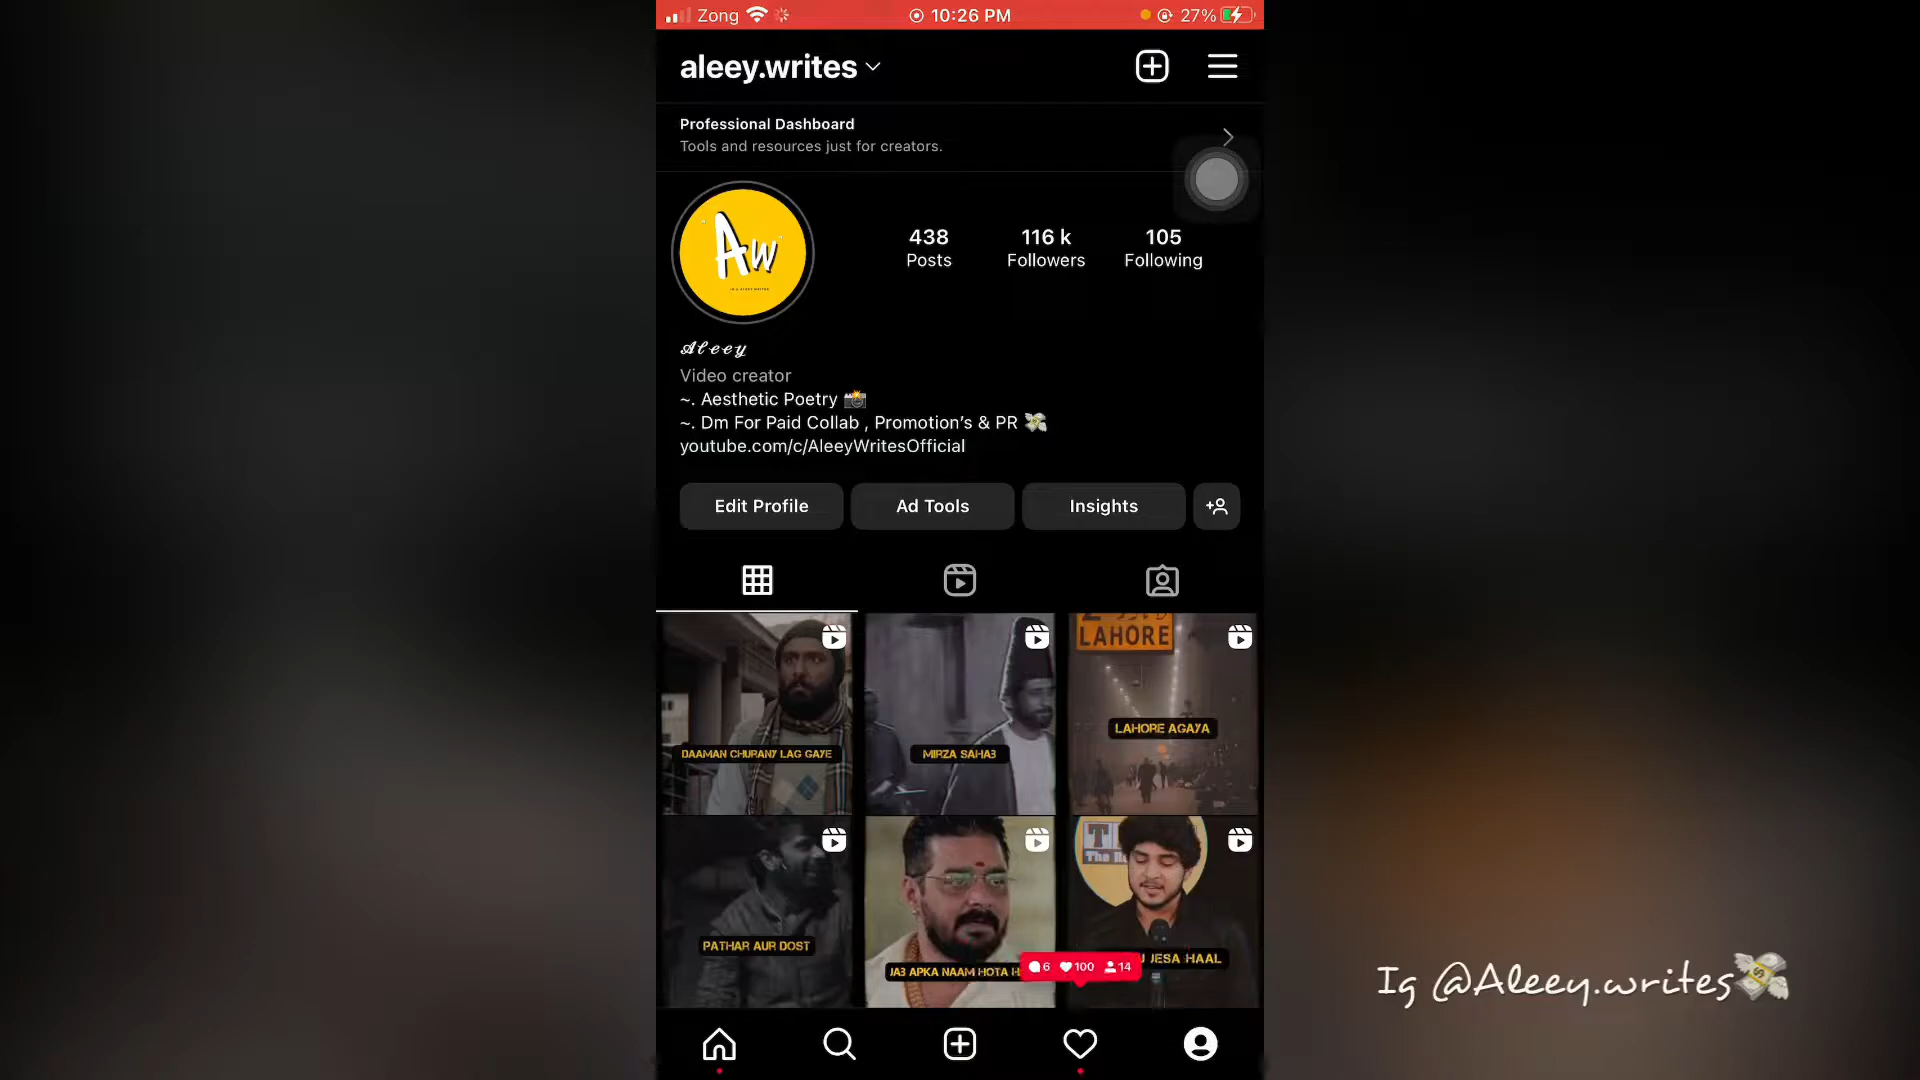 Zong
10:26 PM
27%
aleey.writes
Professional Dashboard
Tools and resources just for creators.
Aw
438
116 k
105
Posts
Followers
Following
𝒜𝓁ℯℯ𝓎
Video creator
~. Aesthetic Poetry 📸
~. Dm For Paid Collab , Promotion’s & PR 💸
youtube.com/c/AleeyWritesOfficial
Edit Profile
Ad Tools
Insights
LAHORE
DAAMAN CHURANY LAG GAYE
MIRZA SAHAB
LAHORE AGAYA
PATHAR AUR DOST
JAB APKA NAAM HOTA
JESA HAAL
6 100 14
Ig @Aleey.writes💸